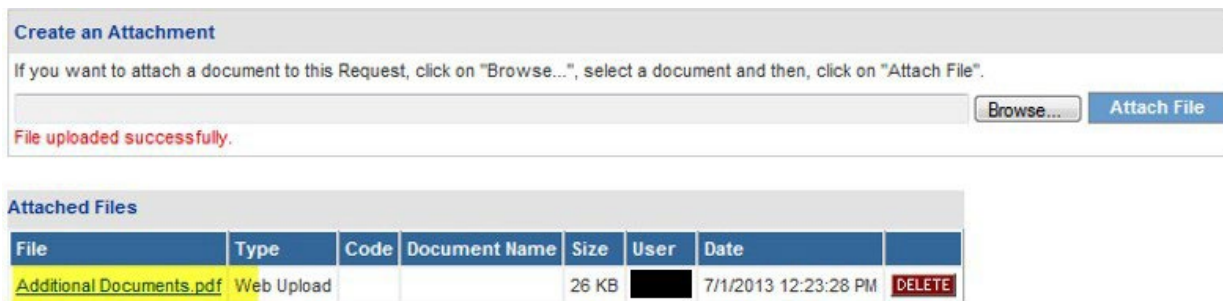 Create an Attachment
If you want to attach a document to this Request, click on "Browse...", select a document and then, click on "Attach File".
Browse... Attach File
File uploaded successfully.
Attached Files
File Type Code Document Name Size User Date
Additional Documents.pdf Web Upload 26 KB 7/1/2013 12:23:28 PM DELETE